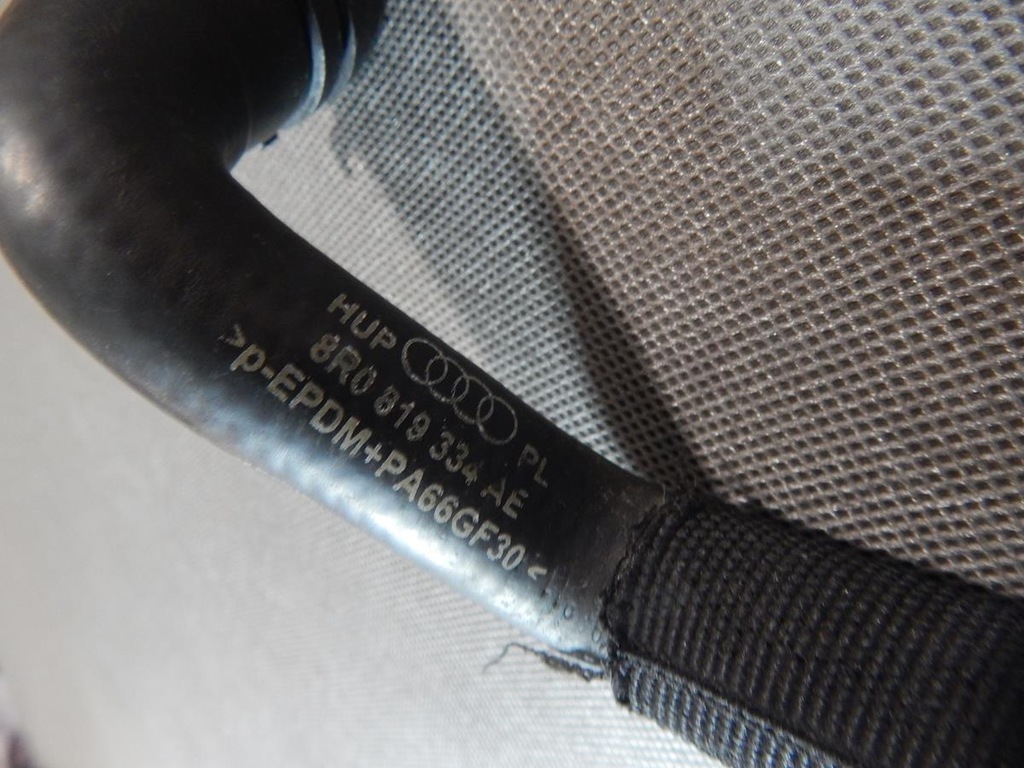 HUP PL
8R0 819 334 AE
>p-EPDM+PA66GF30<